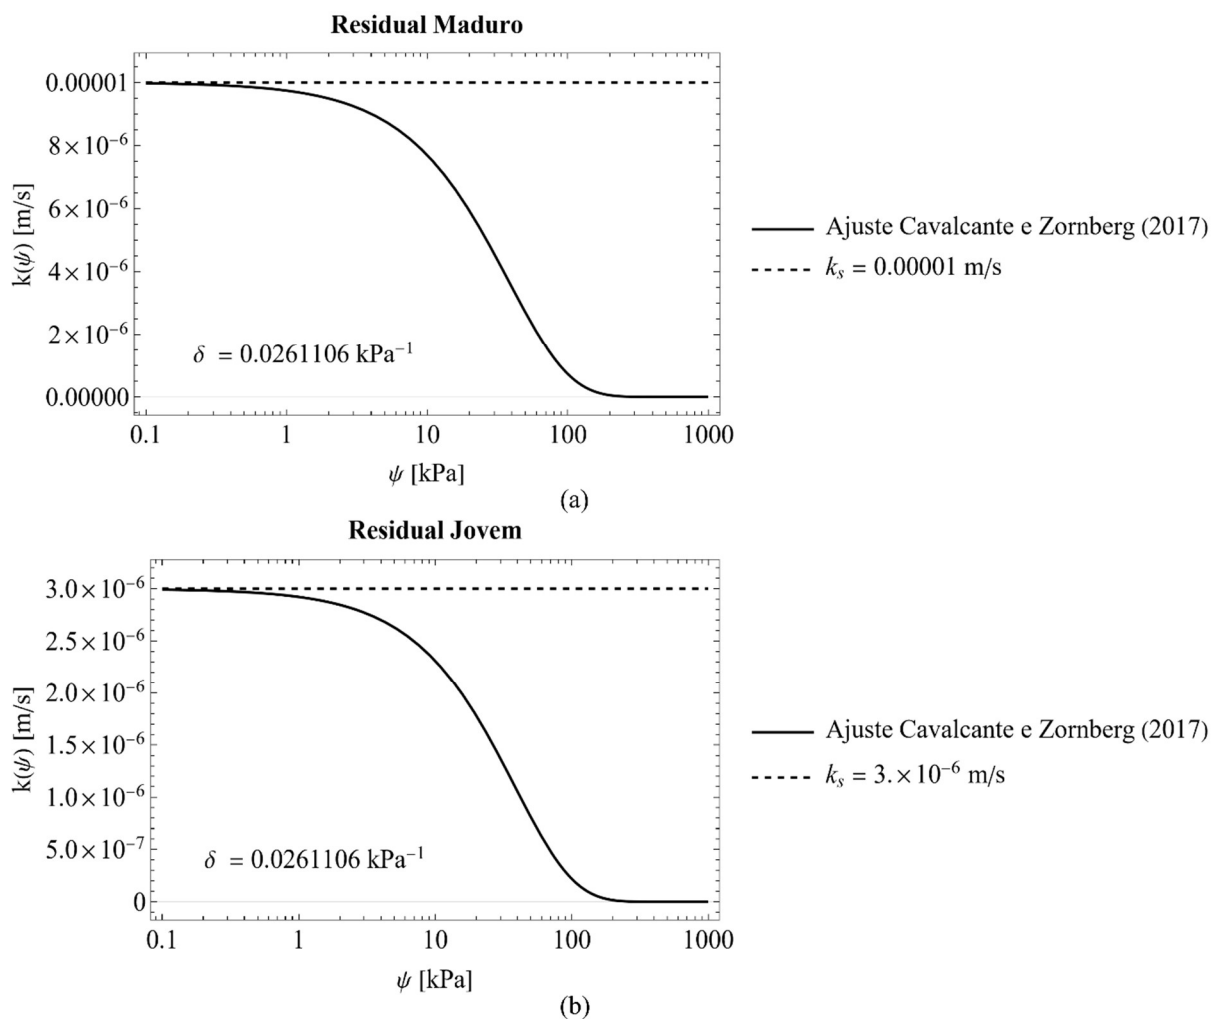 Residual Maduro
0.00001
8×10⁻⁶
6×10⁻⁶
4×10⁻⁶
2×10⁻⁶
0.00000
k(ψ) [m/s]
δ = 0.0261106 kPa⁻¹
0.1 1 10 100 1000
ψ [kPa]
Ajuste Cavalcante e Zornberg (2017)
kₛ = 0.00001 m/s
(a)
Residual Jovem
3.0×10⁻⁶
2.5×10⁻⁶
2.0×10⁻⁶
1.5×10⁻⁶
1.0×10⁻⁶
5.0×10⁻⁷
0
k(ψ) [m/s]
δ = 0.0261106 kPa⁻¹
0.1 1 10 100 1000
ψ [kPa]
Ajuste Cavalcante e Zornberg (2017)
kₛ = 3.×10⁻⁶ m/s
(b)